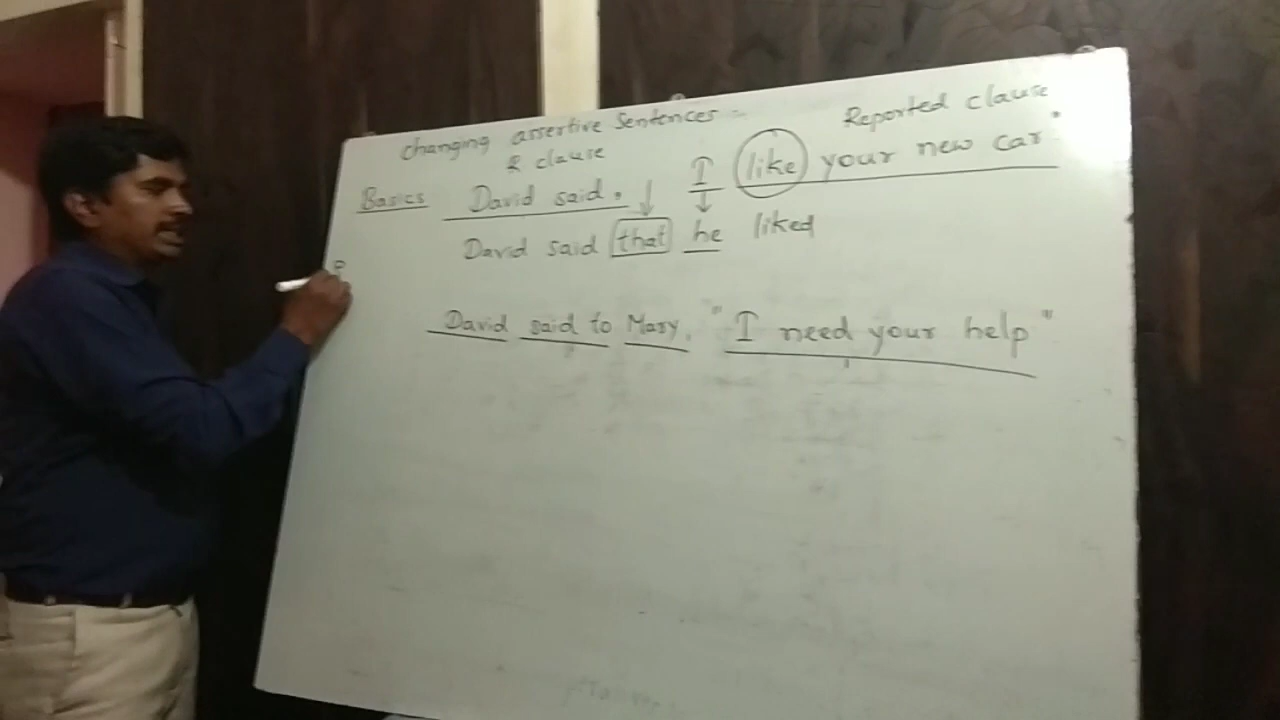 Changing assertive Sentences :-
Reported clause
R clause
Basics David said, I like your new car"
David said that he liked
David said to Mary, "I need your help"